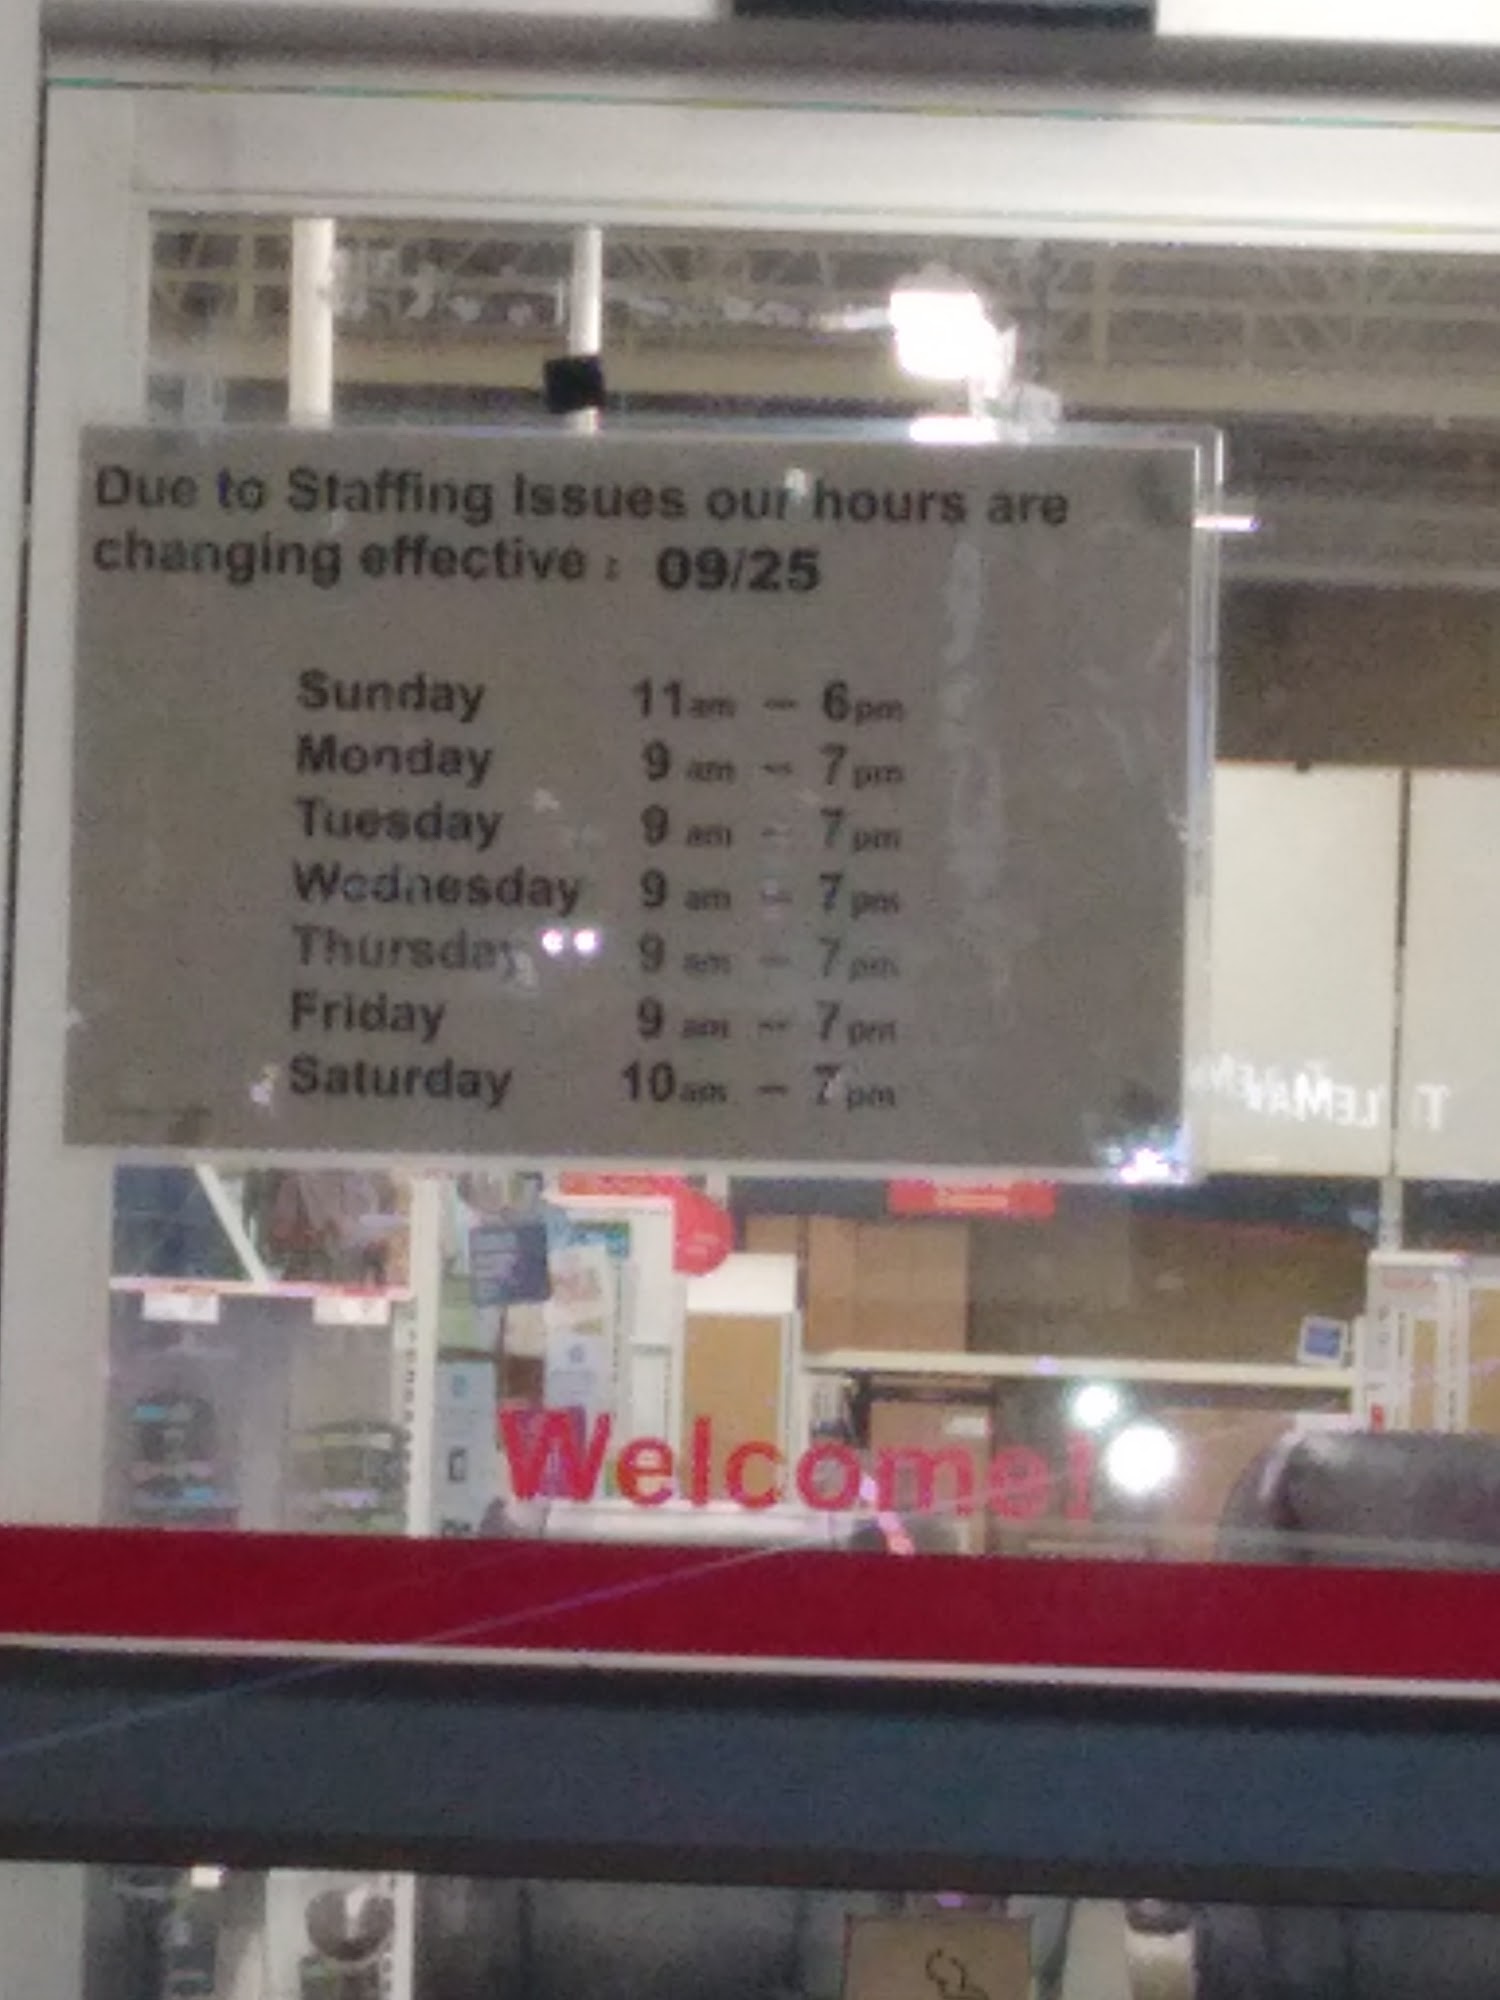 Due to Staffing Issues our hours are
changing effective : 09/25
Sunday 11am – 6pm
Monday 9 am – 7pm
Tuesday 9 am – 7pm
Wednesday 9 am – 7pm
Thursday 9 am – 7pm
Friday 9 am – 7pm
Saturday 10am – 7pm
Welcome!